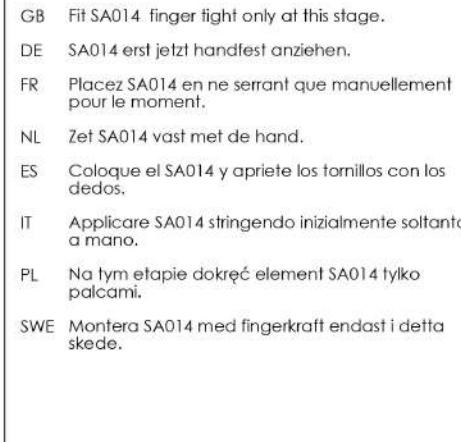 GB Fit SA014 finger tight only at this stage.
DE SA014 erst jetzt handfest anziehen.
FR Placez SA014 en ne serrant que manuellement
pour le moment.
NL Zet SA014 vast met de hand.
ES Coloque el SA014 y apriete los tornillos con los
dedos.
IT Applicare SA014 stringendo inizialmente soltanto
a mano.
PL Na tym etapie dokręć element SA014 tylko
palcami.
SWE Montera SA014 med fingerkraft endast i detta
skede.